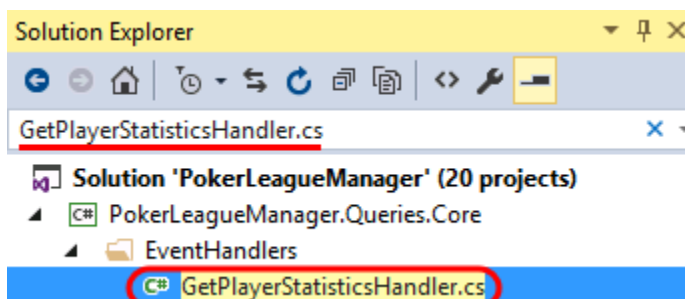 Solution Explorer
GetPlayerStatisticsHandler.cs
Solution 'PokerLeagueManager' (20 projects)
C# PokerLeagueManager.Queries.Core
EventHandlers
C# GetPlayerStatisticsHandler.cs